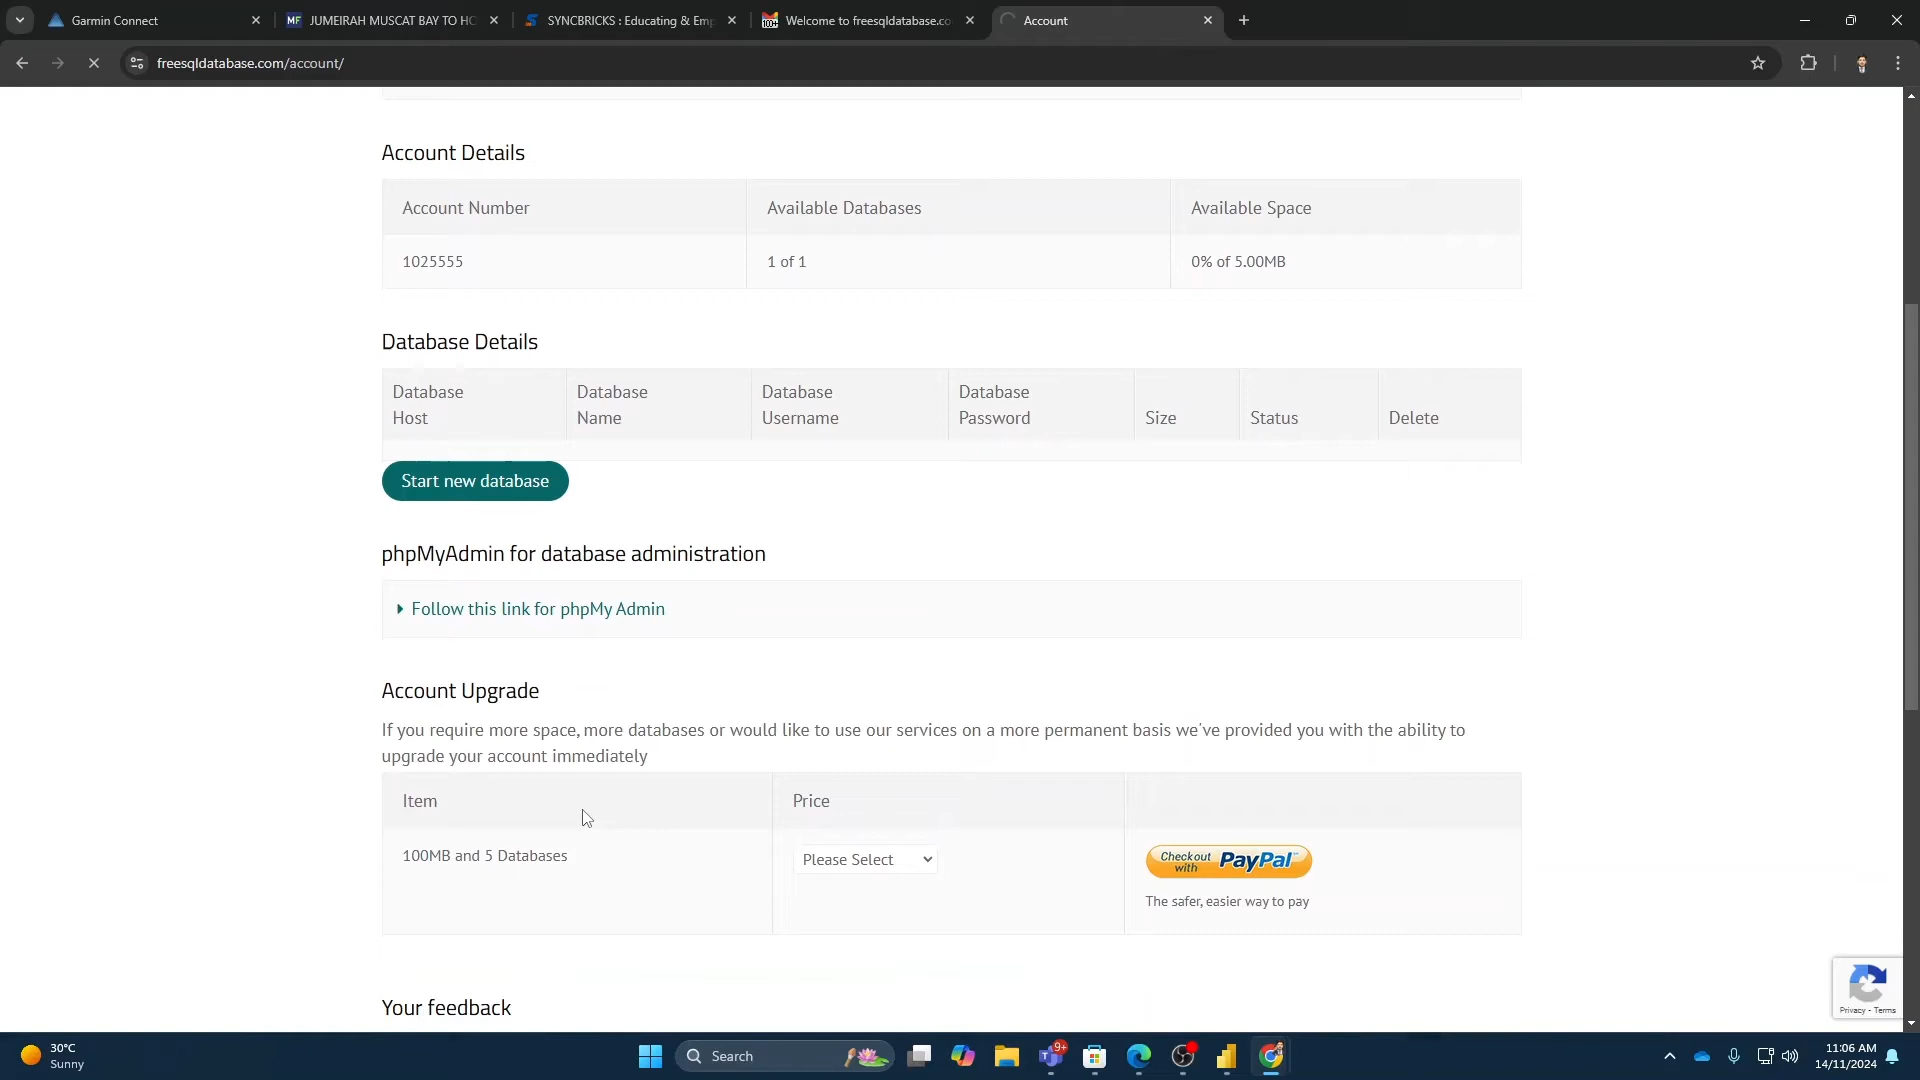 Garmin Connect
MF JUMEIRAH MUSCAT BAY TO HO
SYNCBRICKS : Educating & Emp
100+ Welcome to freesqldatabase.co
Account
freesqldatabase.com/account/
Account Details
Account Number Available Databases Available Space
1025555 1 of 1 0% of 5.00MB
Database Details
Database Host
Database Name
Database Username
Database Password
Size
Status
Delete
Start new database
phpMyAdmin for database administration
Follow this link for phpMy Admin
Account Upgrade
If you require more space, more databases or would like to use our services on a more permanent basis we've provided you with the ability to
upgrade your account immediately
Item Price
100MB and 5 Databases Please Select
Checkout with PayPal
The safer, easier way to pay
Your feedback
Privacy - Terms
30°C
Sunny
Search
9+
11:06 AM
14/11/2024